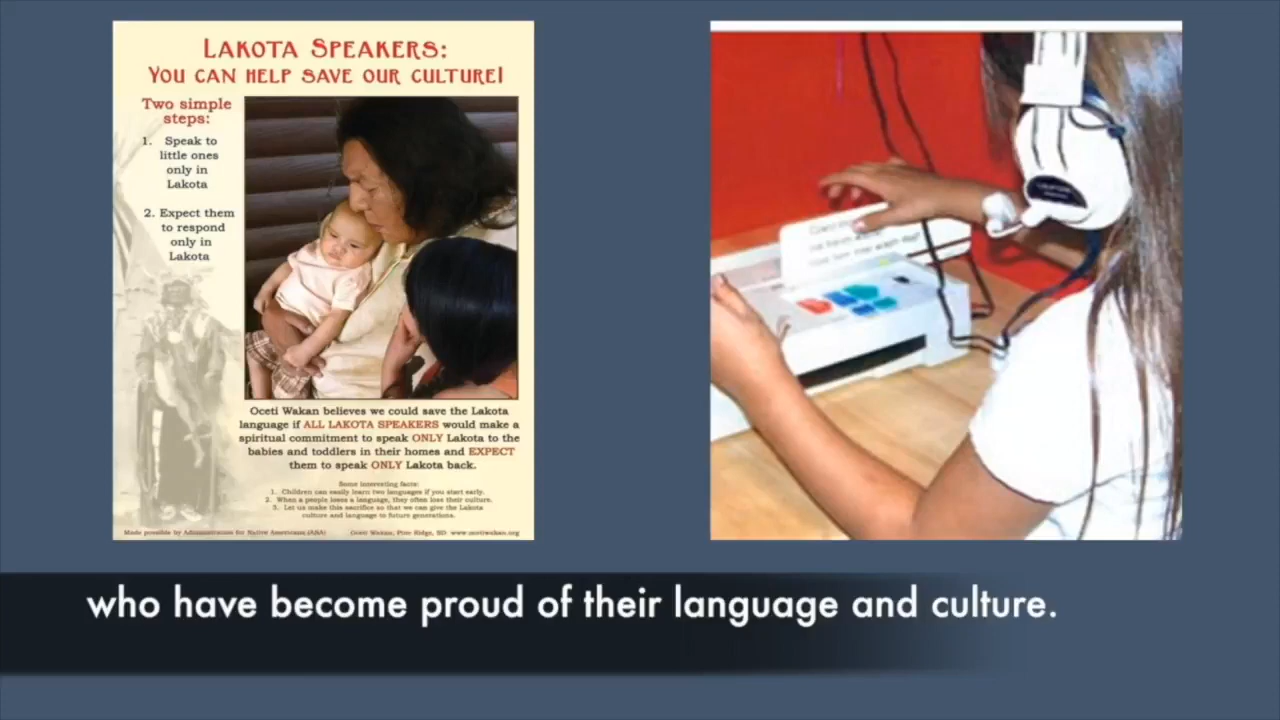 LAKOTA SPEAKERS:
YOU CAN HELP SAVE OUR CULTURE!
Two simple
steps:
1. Speak to
little ones
only in
Lakota
2. Expect them
to respond
only in
Lakota
Oceti Wakan believes we could save the Lakota
language if ALL LAKOTA SPEAKERS would make a
spiritual commitment to speak ONLY Lakota to the
babies and toddlers in their homes and EXPECT
them to speak ONLY Lakota back.
Some interesting facts:
1. Children can easily learn two languages if you start early.
2. When a people loses a language, they often lose their culture.
3. Let us make this sacrifice so that we can give the Lakota
culture and language to future generations.
Made possible by Administration for Native Americans (ANA)
Oceti Wakan, Pine Ridge, SD www.ocetiwakan.org
who have become proud of their language and culture.